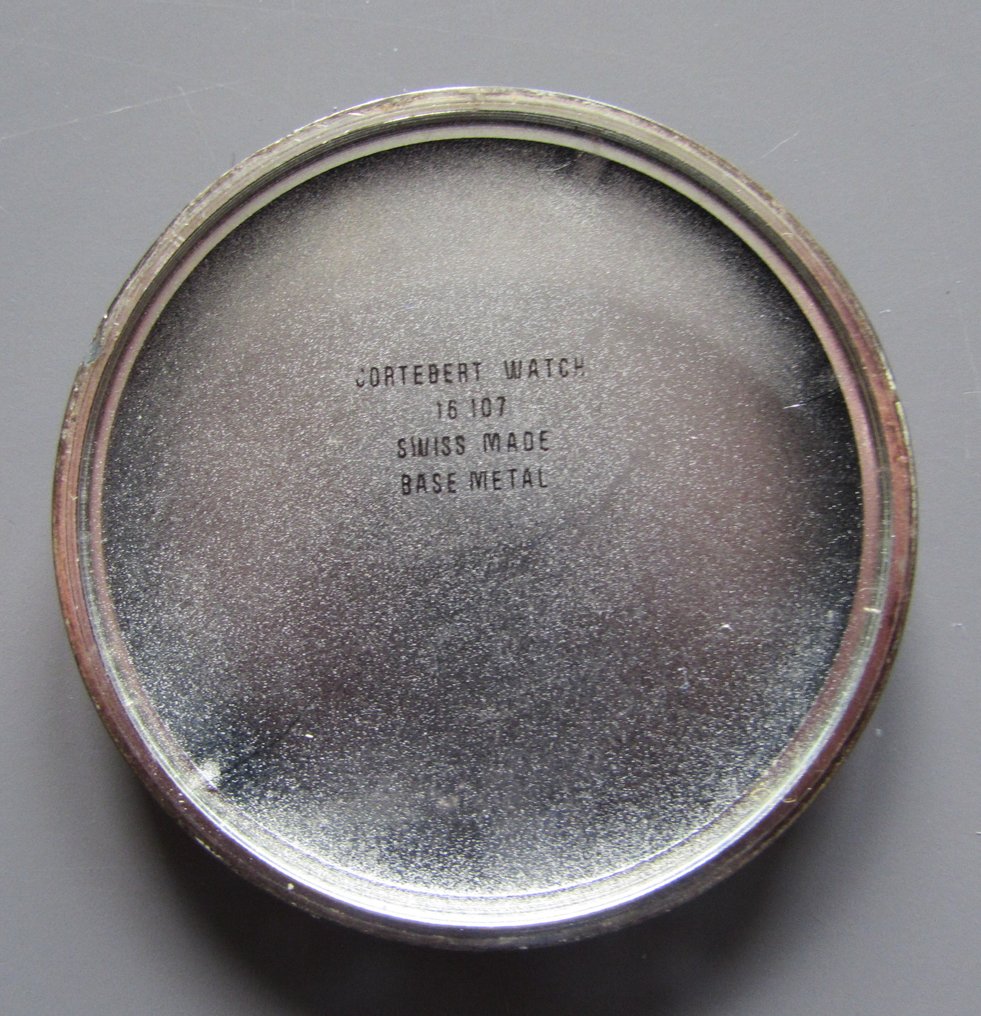 CORTEBERT WATCH
16 107
SWISS MADE
BASE METAL